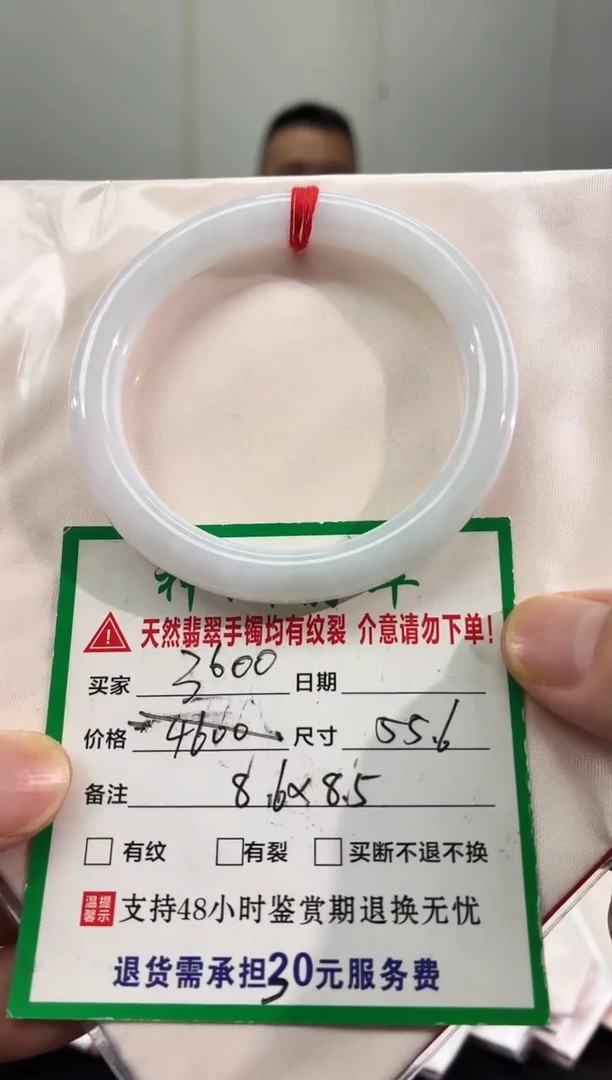 天然翡翠手镯均有纹裂 介意请勿下单!
买家 3600 日期
价格 4600 尺寸 55.6
备注 8.6×8.5
有纹 有裂 买断不退不换
温馨提示 支持48小时鉴赏期退换无忧
退货需承担30元服务费